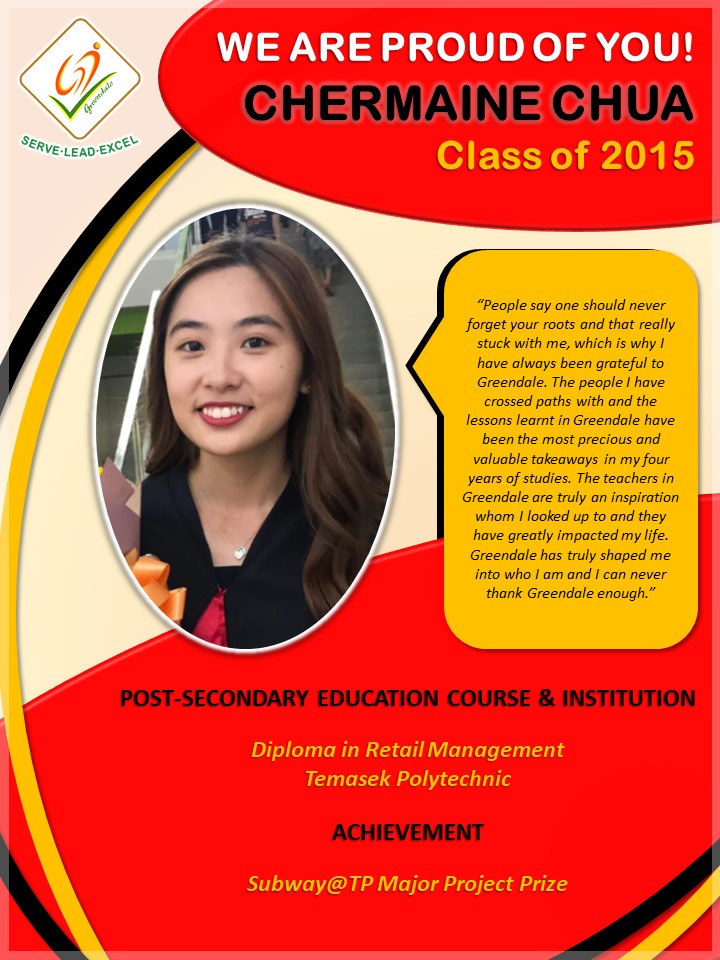 Greendale
SERVE·LEAD·EXCEL
WE ARE PROUD OF YOU!
CHERMAINE CHUA
Class of 2015
“People say one should never
forget your roots and that really
stuck with me, which is why I
have always been grateful to
Greendale. The people I have
crossed paths with and the
lessons learnt in Greendale have
been the most precious and
valuable takeaways in my four
years of studies. The teachers in
Greendale are truly an inspiration
whom I looked up to and they
have greatly impacted my life.
Greendale has truly shaped me
into who I am and I can never
thank Greendale enough.”
POST-SECONDARY EDUCATION COURSE & INSTITUTION
Diploma in Retail Management
Temasek Polytechnic
ACHIEVEMENT
Subway@TP Major Project Prize